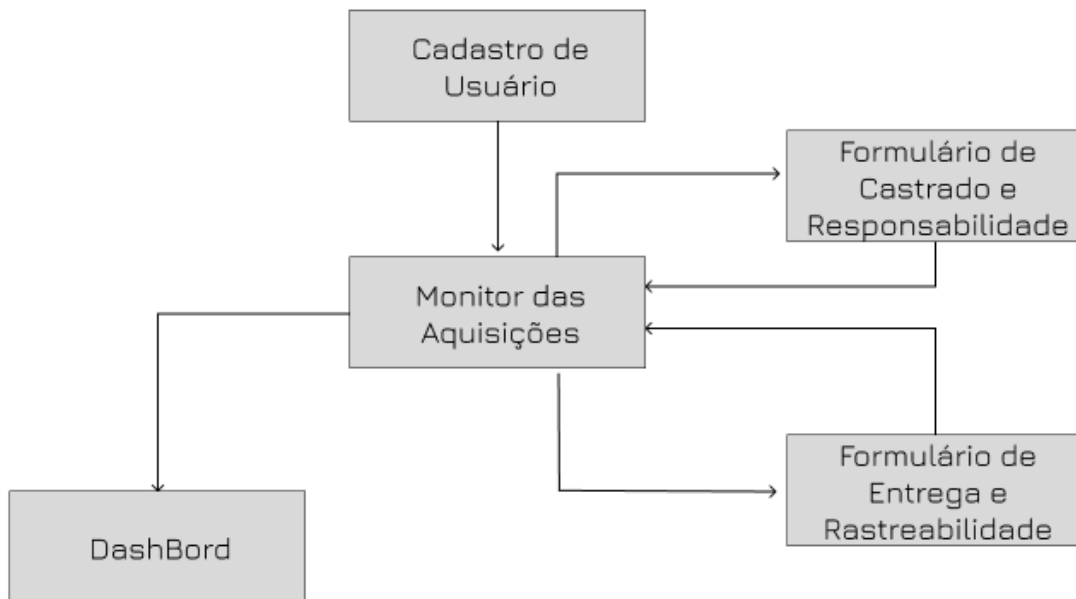 Cadastro de
Usuário
Formulário de
Castrado e
Responsabilidade
Monitor das
Aquisições
Formulário de
Entrega e
Rastreabilidade
DashBord